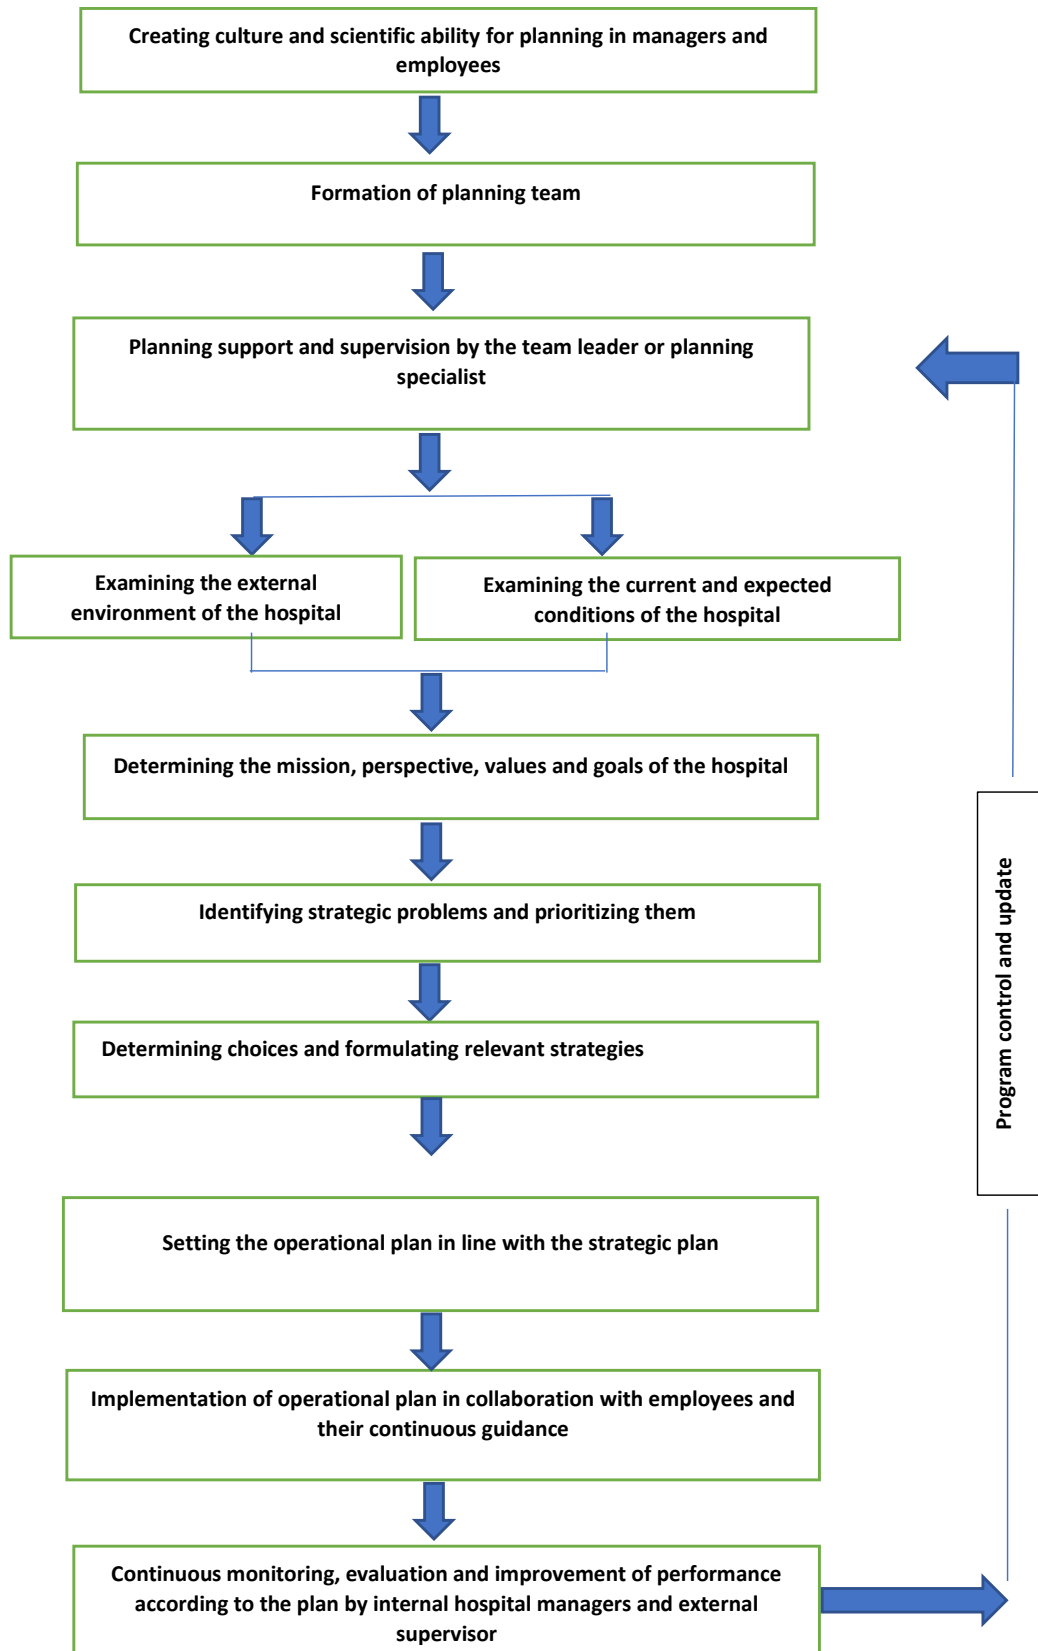 Creating culture and scientific ability for planning in managers and
employees
Formation of planning team
Planning support and supervision by the team leader or planning
specialist
Examining the external
environment of the hospital
Examining the current and expected
conditions of the hospital
Determining the mission, perspective, values and goals of the hospital
Identifying strategic problems and prioritizing them
Determining choices and formulating relevant strategies
Setting the operational plan in line with the strategic plan
Implementation of operational plan in collaboration with employees and
their continuous guidance
Continuous monitoring, evaluation and improvement of performance
according to the plan by internal hospital managers and external
supervisor
Program control and update